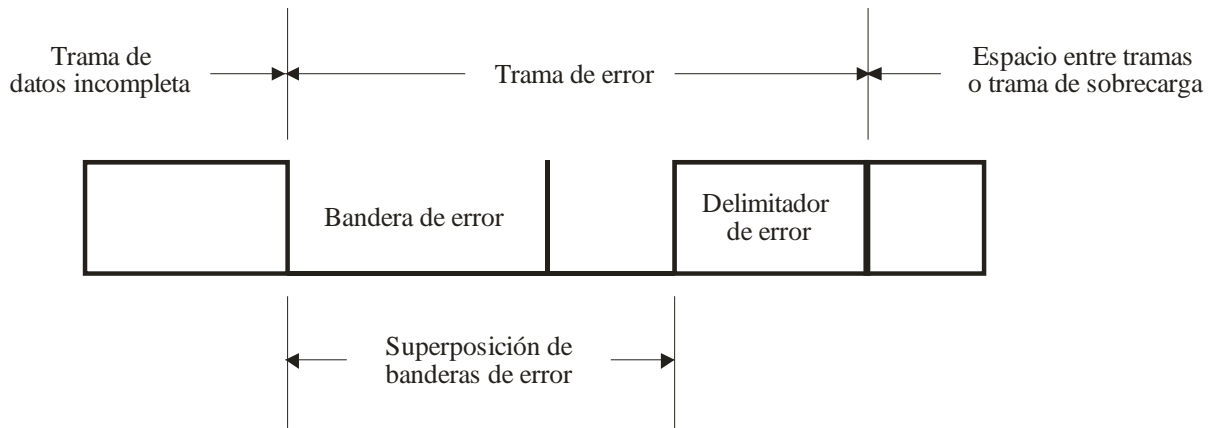 Trama de
datos incompleta
Trama de error
Espacio entre tramas
o trama de sobrecarga
Bandera de error
Delimitador
de error
Superposición de
banderas de error